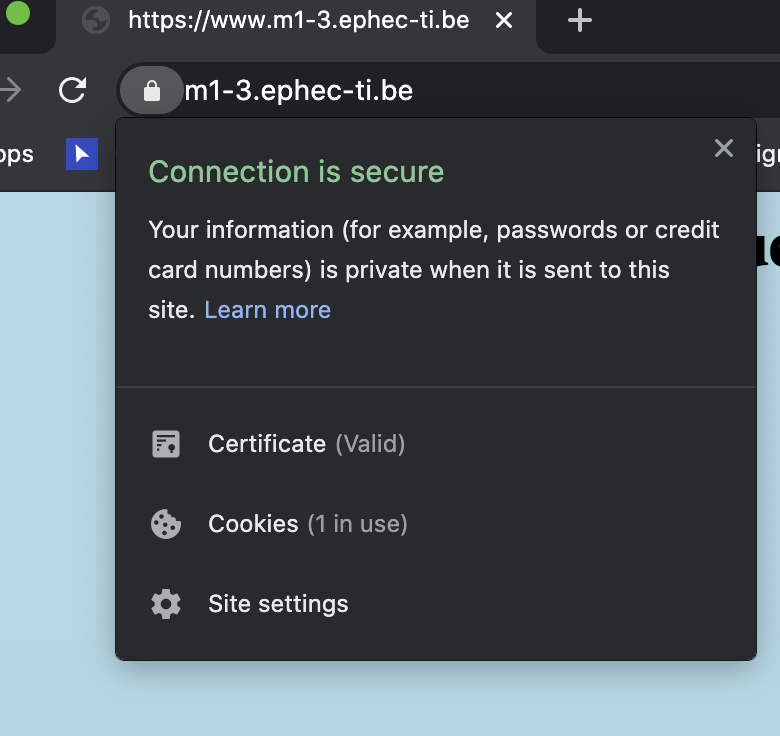 https://www.m1-3.ephec-ti.be
m1-3.ephec-ti.be
Connection is secure
Your information (for example, passwords or credit
card numbers) is private when it is sent to this
site. Learn more
Certificate (Valid)
Cookies (1 in use)
Site settings